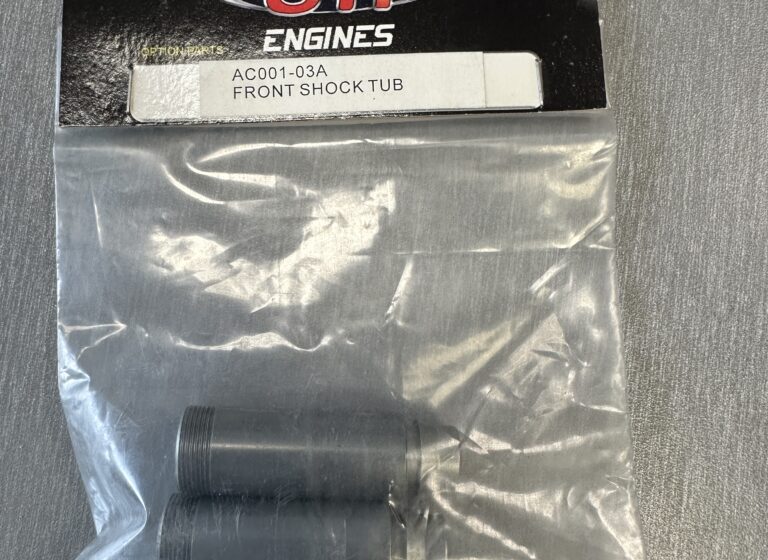 ENGINES
OPTION PARTS
AC001-03A
FRONT SHOCK TUB